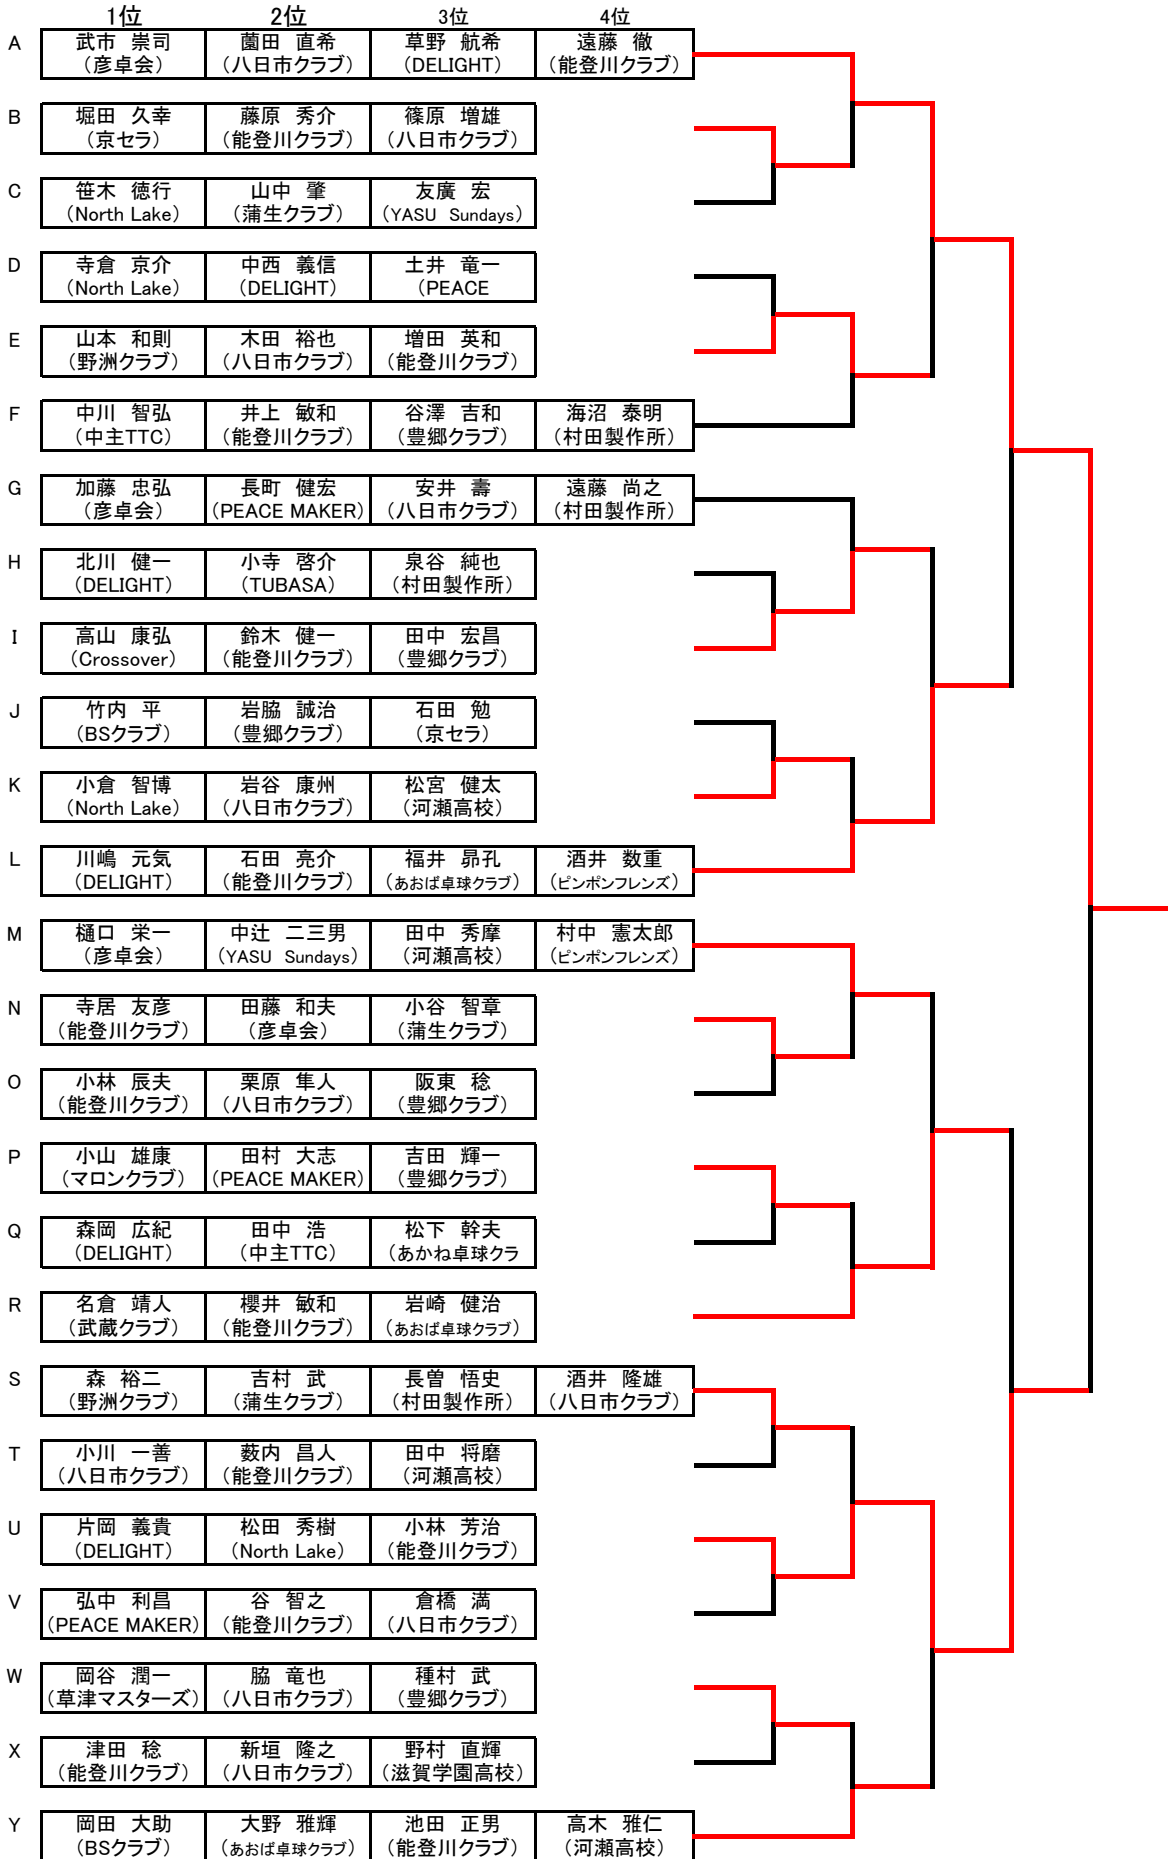 1位 2位 3位 4位
A 武市 崇司 薗田 直希 草野 航希 遠藤 徹
(彦卓会) (八日市クラブ) (DELIGHT) (能登川クラブ)
B 堀田 久幸 藤原 秀介 篠原 増雄
(京セラ) (能登川クラブ) (八日市クラブ)
C 笹木 徳行 山中 肇 友廣 宏
(North Lake) (蒲生クラブ) (YASU Sundays)
D 寺倉 京介 中西 義信 土井 竜一
(North Lake) (DELIGHT) (PEACE
E 山本 和則 木田 裕也 増田 英和
(野洲クラブ) (八日市クラブ) (能登川クラブ)
F 中川 智弘 井上 敏和 谷澤 吉和 海沼 泰明
(中主TTC) (能登川クラブ) (豊郷クラブ) (村田製作所)
G 加藤 忠弘 長町 健宏 安井 壽 遠藤 尚之
(彦卓会) (PEACE MAKER) (八日市クラブ) (村田製作所)
H 北川 健一 小寺 啓介 泉谷 純也
(DELIGHT) (TUBASA) (村田製作所)
I 高山 康弘 鈴木 健一 田中 宏昌
(Crossover) (能登川クラブ) (豊郷クラブ)
J 竹内 平 岩脇 誠治 石田 勉
(BSクラブ) (豊郷クラブ) (京セラ)
K 小倉 智博 岩谷 康州 松宮 健太
(North Lake) (八日市クラブ) (河瀬高校)
L 川嶋 元気 石田 亮介 福井 昴孔 酒井 数重
(DELIGHT) (能登川クラブ) (あおば卓球クラブ) (ピンポンフレンズ)
M 樋口 栄一 中辻 二三男 田中 秀摩 村中 憲太郎
(彦卓会) (YASU Sundays) (河瀬高校) (ピンポンフレンズ)
N 寺居 友彦 田藤 和夫 小谷 智章
(能登川クラブ) (彦卓会) (蒲生クラブ)
O 小林 辰夫 栗原 隼人 阪東 稔
(能登川クラブ) (八日市クラブ) (豊郷クラブ)
P 小山 雄康 田村 大志 吉田 輝一
(マロンクラブ) (PEACE MAKER) (豊郷クラブ)
Q 森岡 広紀 田中 浩 松下 幹夫
(DELIGHT) (中主TTC) (あかね卓球クラ
R 名倉 靖人 櫻井 敏和 岩崎 健治
(武蔵クラブ) (能登川クラブ) (あおば卓球クラブ)
S 森 裕二 吉村 武 長曽 悟史 酒井 隆雄
(野洲クラブ) (蒲生クラブ) (村田製作所) (八日市クラブ)
T 小川 一善 薮内 昌人 田中 将磨
(八日市クラブ) (能登川クラブ) (河瀬高校)
U 片岡 義貴 松田 秀樹 小林 芳治
(DELIGHT) (North Lake) (能登川クラブ)
V 弘中 利昌 谷 智之 倉橋 満
(PEACE MAKER) (能登川クラブ) (八日市クラブ)
W 岡谷 潤一 脇 竜也 種村 武
(草津マスターズ) (八日市クラブ) (豊郷クラブ)
X 津田 稔 新垣 隆之 野村 直輝
(能登川クラブ) (八日市クラブ) (滋賀学園高校)
Y 岡田 大助 大野 雅輝 池田 正男 高木 雅仁
(BSクラブ) (あおば卓球クラブ) (能登川クラブ) (河瀬高校)